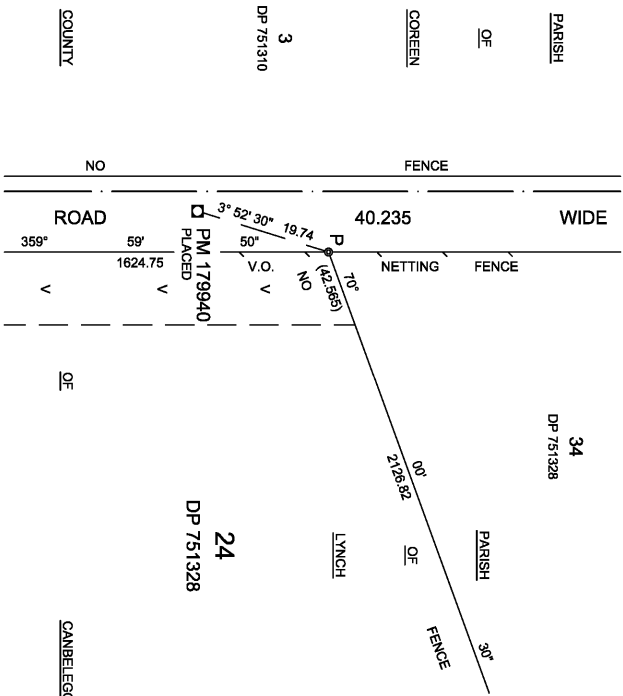 COUNTY
3
DP 751310
COREEN
OF
PARISH
NO
FENCE
ROAD
3° 52' 30" 19.74
40.235
WIDE
359° 59' 50"
1624.75
PM 179940
PLACED
V.O.
P
NO
(42.565)
70° 00' 30"
NETTING
FENCE
< < <
OF
34
DP 751328
2126.82
24
DP 751328
LYNCH
OF
PARISH
FENCE